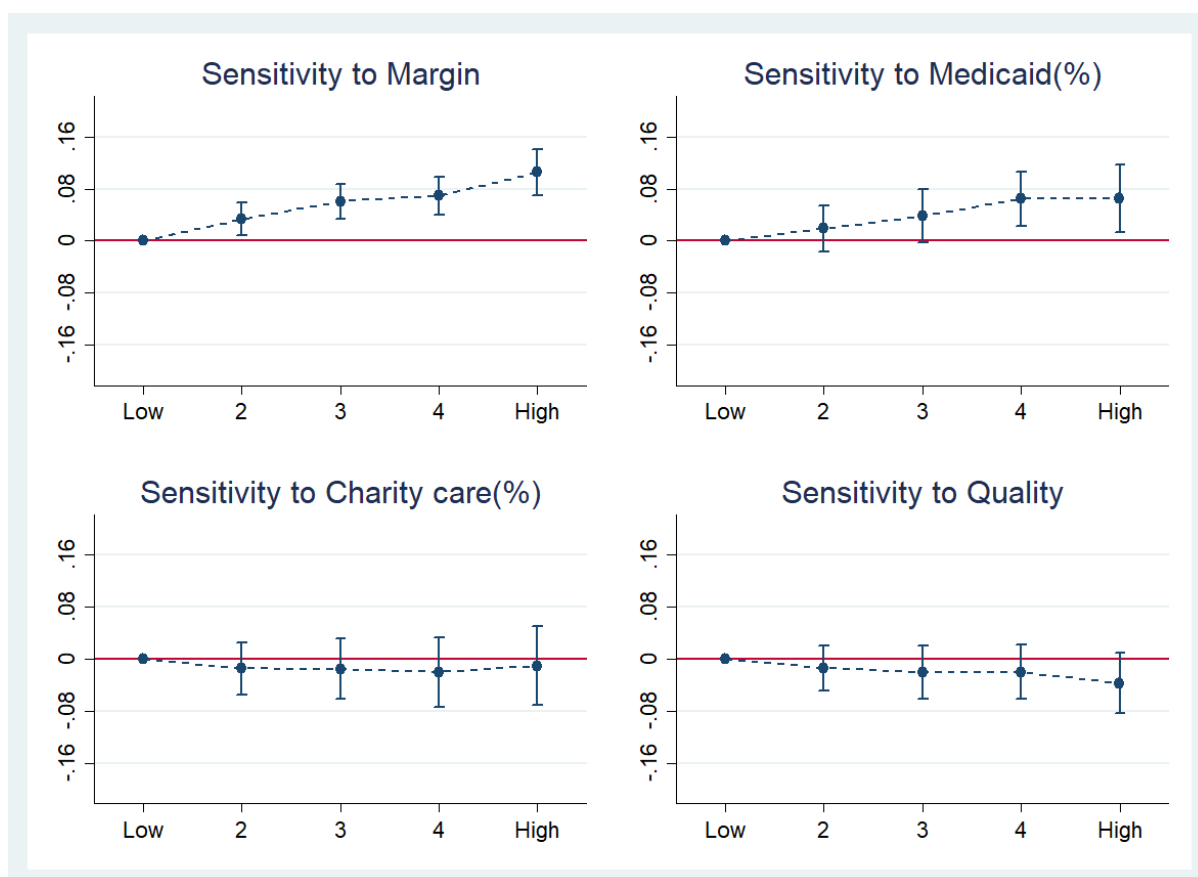 Sensitivity to Margin
.16
.08
0
-.08
-.16
Low 2 3 4 High
Sensitivity to Medicaid(%)
.16
.08
0
-.08
-.16
Low 2 3 4 High
Sensitivity to Charity care(%)
.16
.08
0
-.08
-.16
Low 2 3 4 High
Sensitivity to Quality
.16
.08
0
-.08
-.16
Low 2 3 4 High